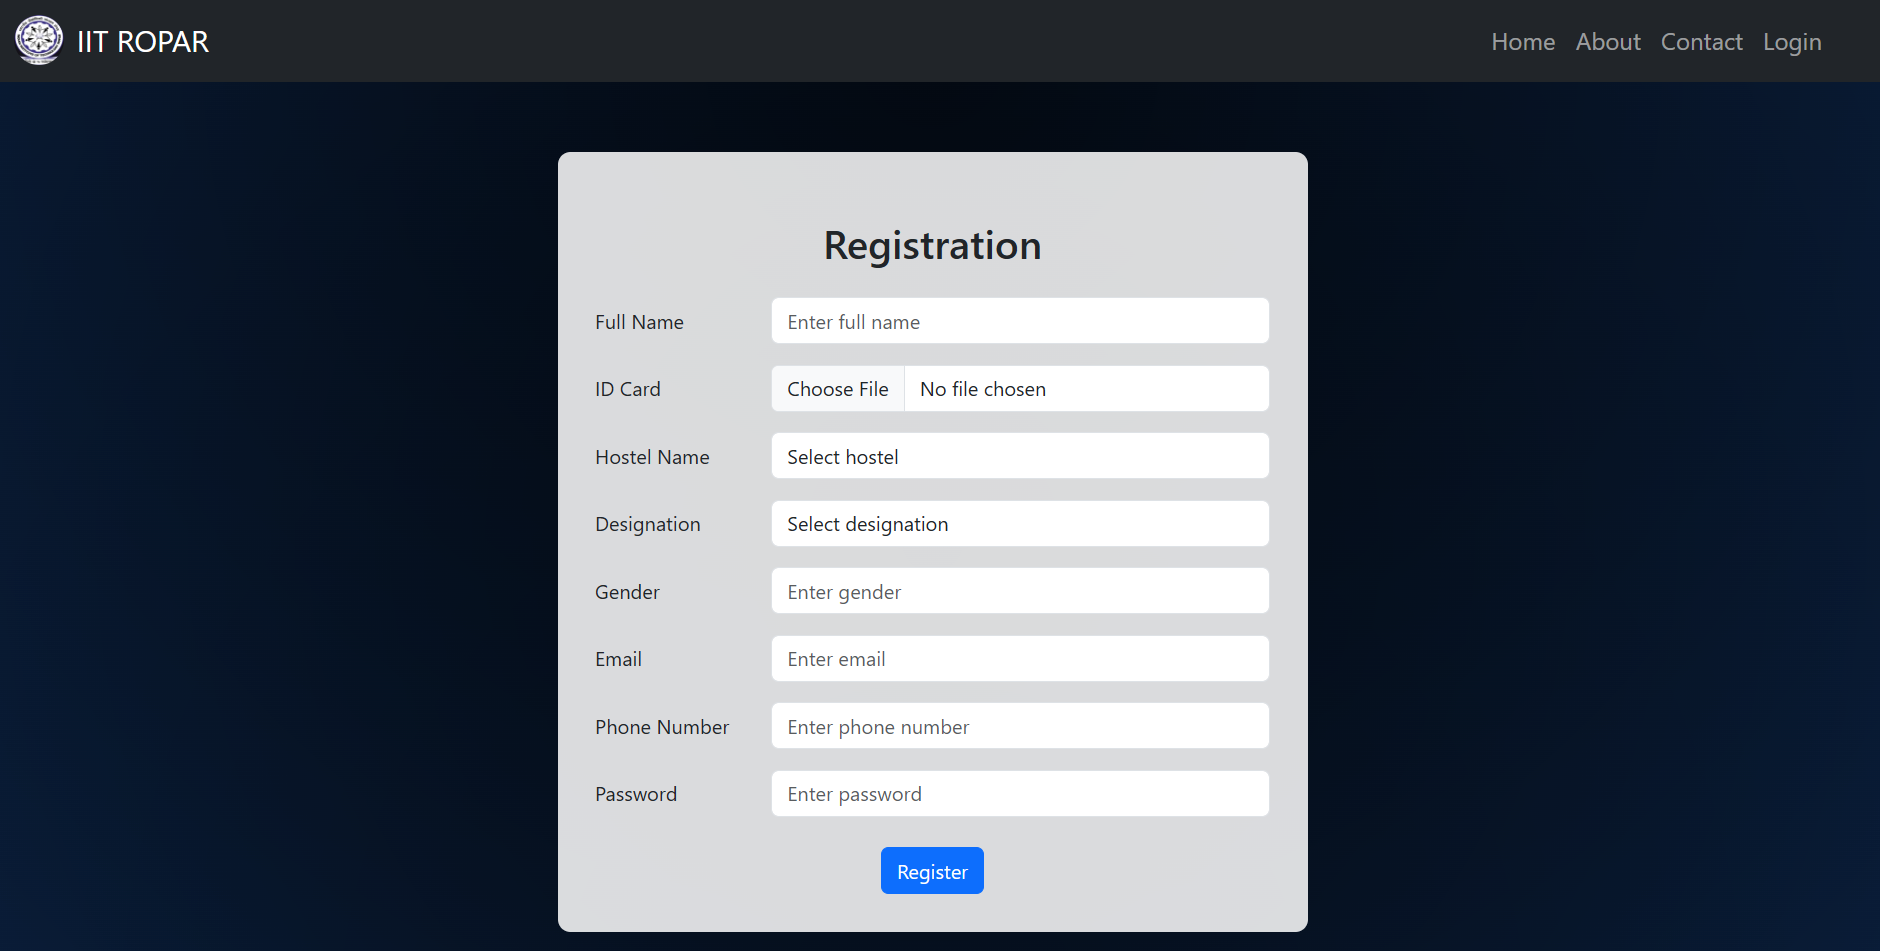 IIT ROPAR
Home About Contact Login
Registration
Full Name Enter full name
ID Card Choose File No file chosen
Hostel Name Select hostel
Designation Select designation
Gender Enter gender
Email Enter email
Phone Number Enter phone number
Password Enter password
Register